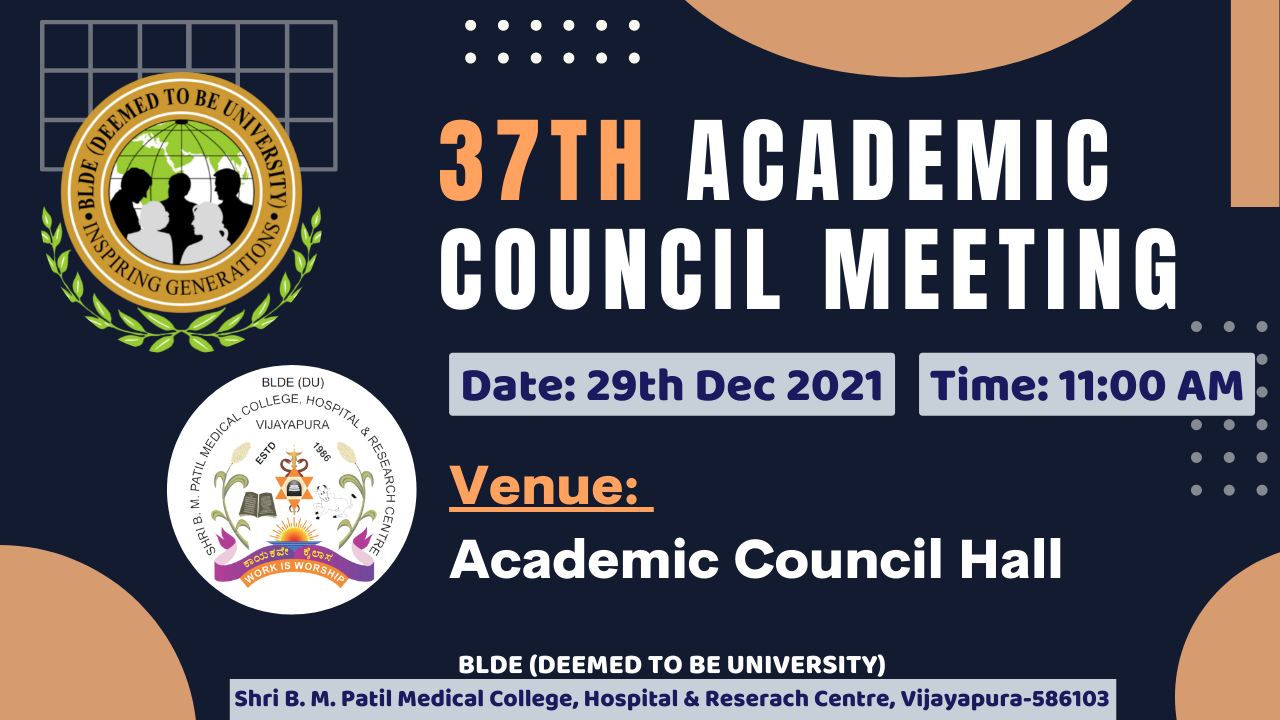 BLDE (DEEMED TO BE UNIVERSITY)
INSPIRING GENERATIONS
37TH ACADEMIC
COUNCIL MEETING
Date: 29th Dec 2021
Time: 11:00 AM
BLDE (DU)
SHRI B. M. PATIL MEDICAL COLLEGE, HOSPITAL & RESEARCH CENTRE
VIJAYAPURA
ESTD 1986
ಕಾಯಕವೇ ಕೈಲಾಸ
WORK IS WORSHIP
Venue:
Academic Council Hall
BLDE (DEEMED TO BE UNIVERSITY)
Shri B. M. Patil Medical College, Hospital & Reserach Centre, Vijayapura-586103